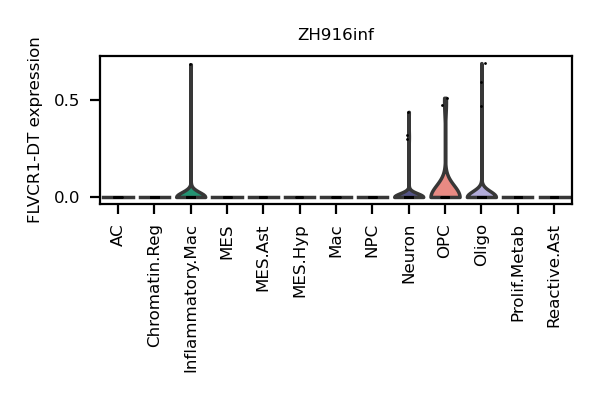 ZH916inf
FLVCR1-DT expression
0.5
0.0
AC
Chromatin.Reg
Inflammatory.Mac
MES
MES.Ast
MES.Hyp
Mac
NPC
Neuron
OPC
Oligo
Prolif.Metab
Reactive.Ast